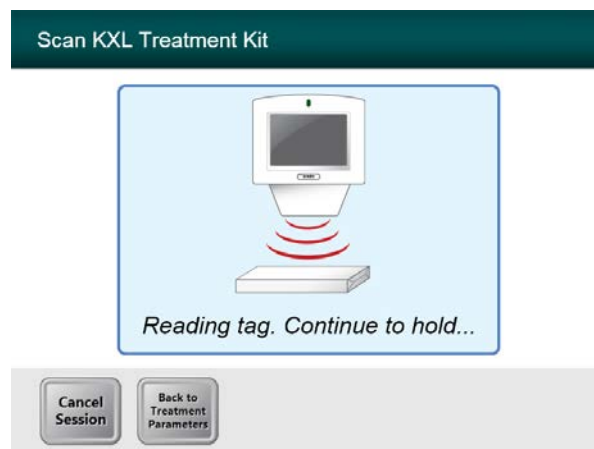 Scan KXL Treatment Kit
Reading tag. Continue to hold...
Cancel
Session
Back to
Treatment
Parameters